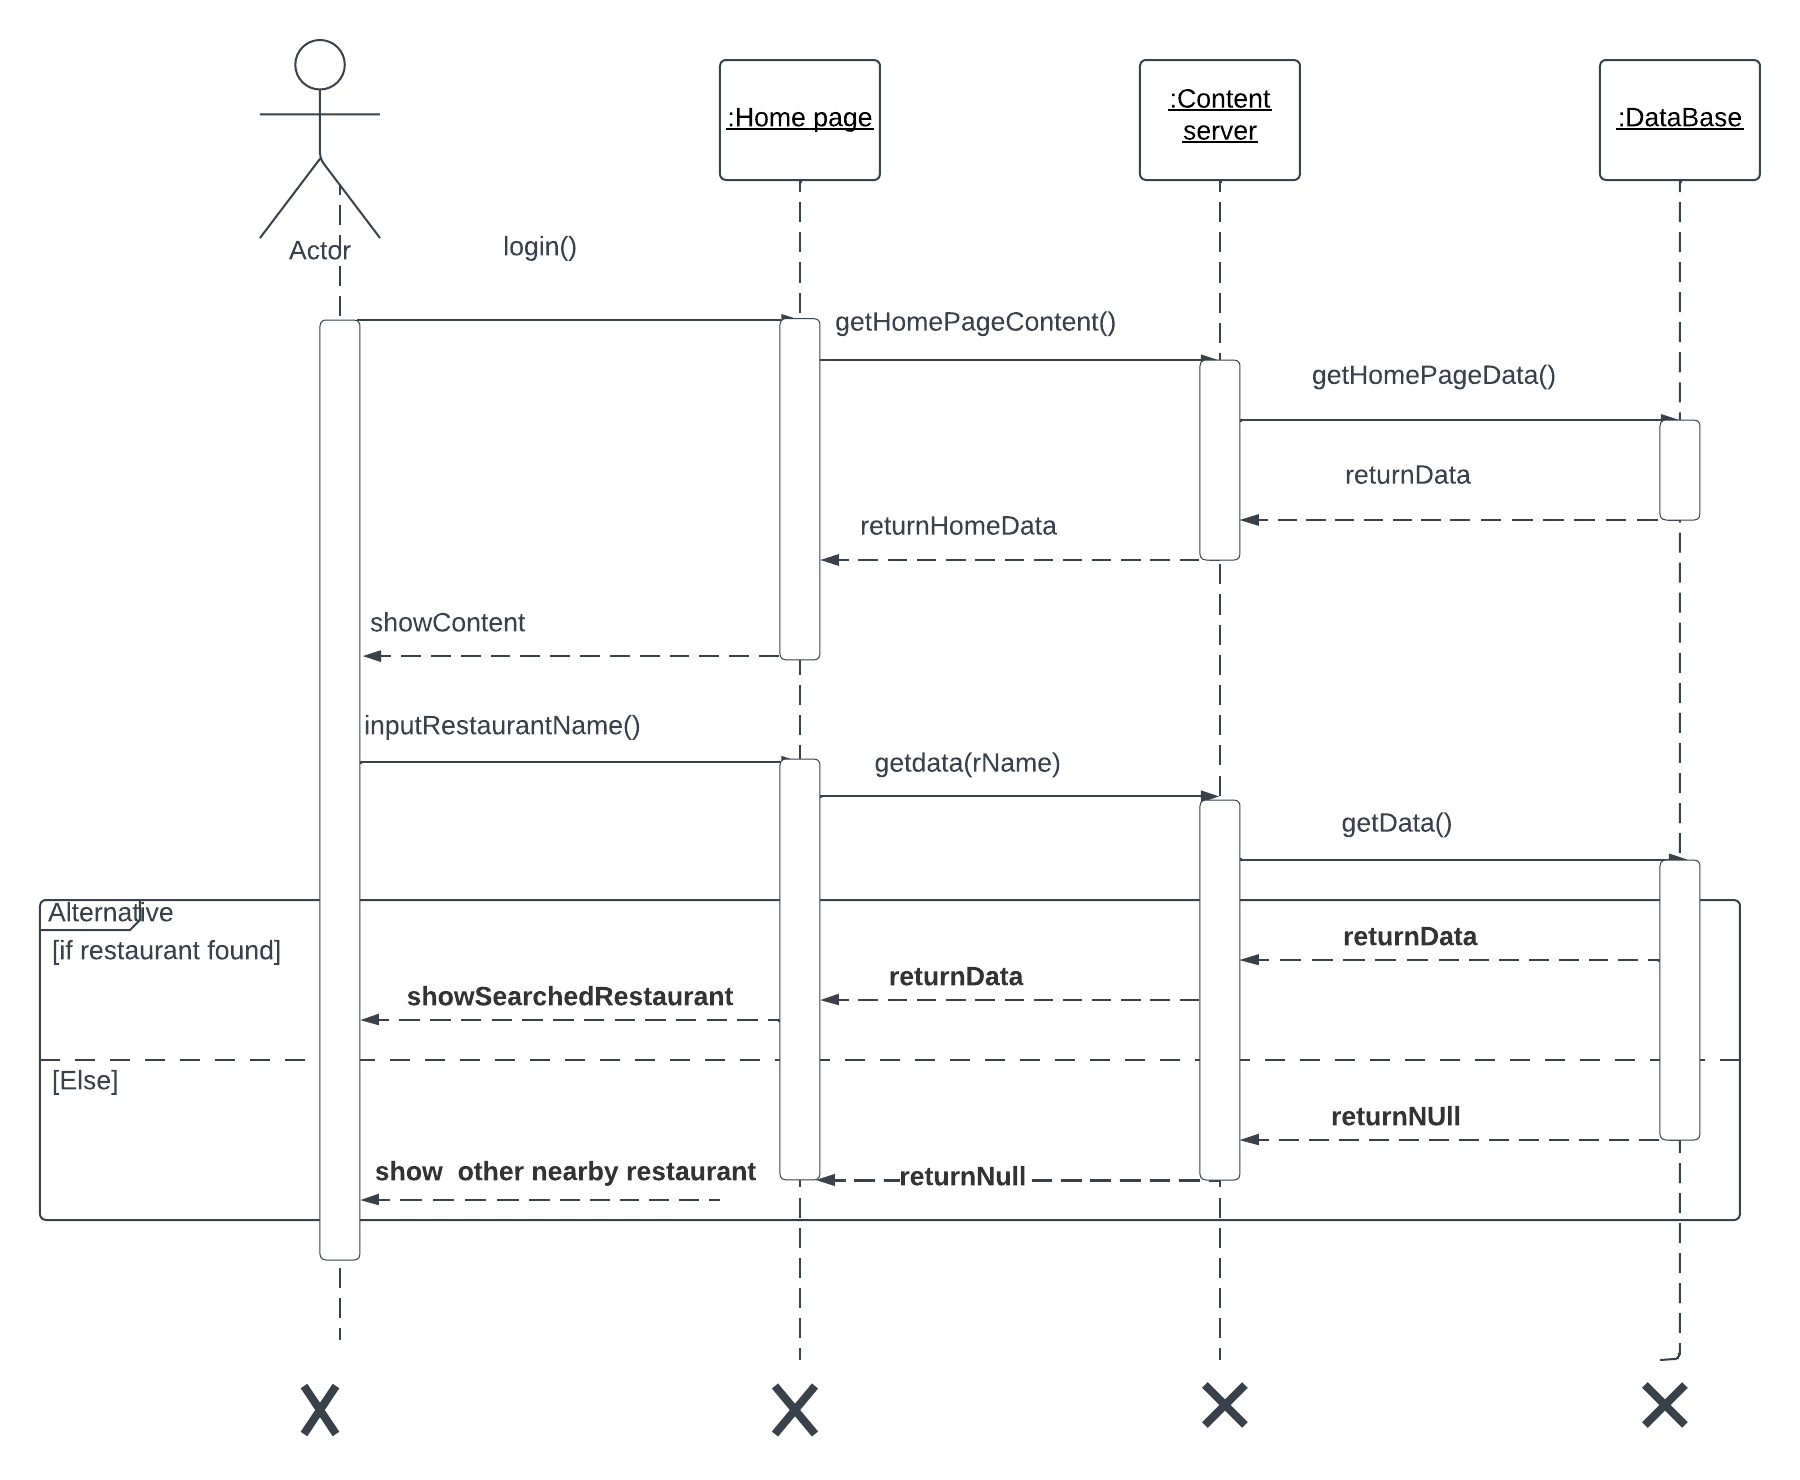 :Home page
:Content
server
:DataBase
Actor
login()
getHomePageContent()
getHomePageData()
returnData
returnHomeData
showContent
inputRestaurantName()
getdata(rName)
getData()
Alternative
[if restaurant found]
returnData
returnData
showSearchedRestaurant
[Else]
returnNUll
show  other nearby restaurant
returnNull